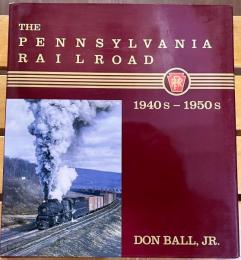 THE
PENNSYLVANIA
RAILROAD
1940s – 1950s
DON BALL, JR.